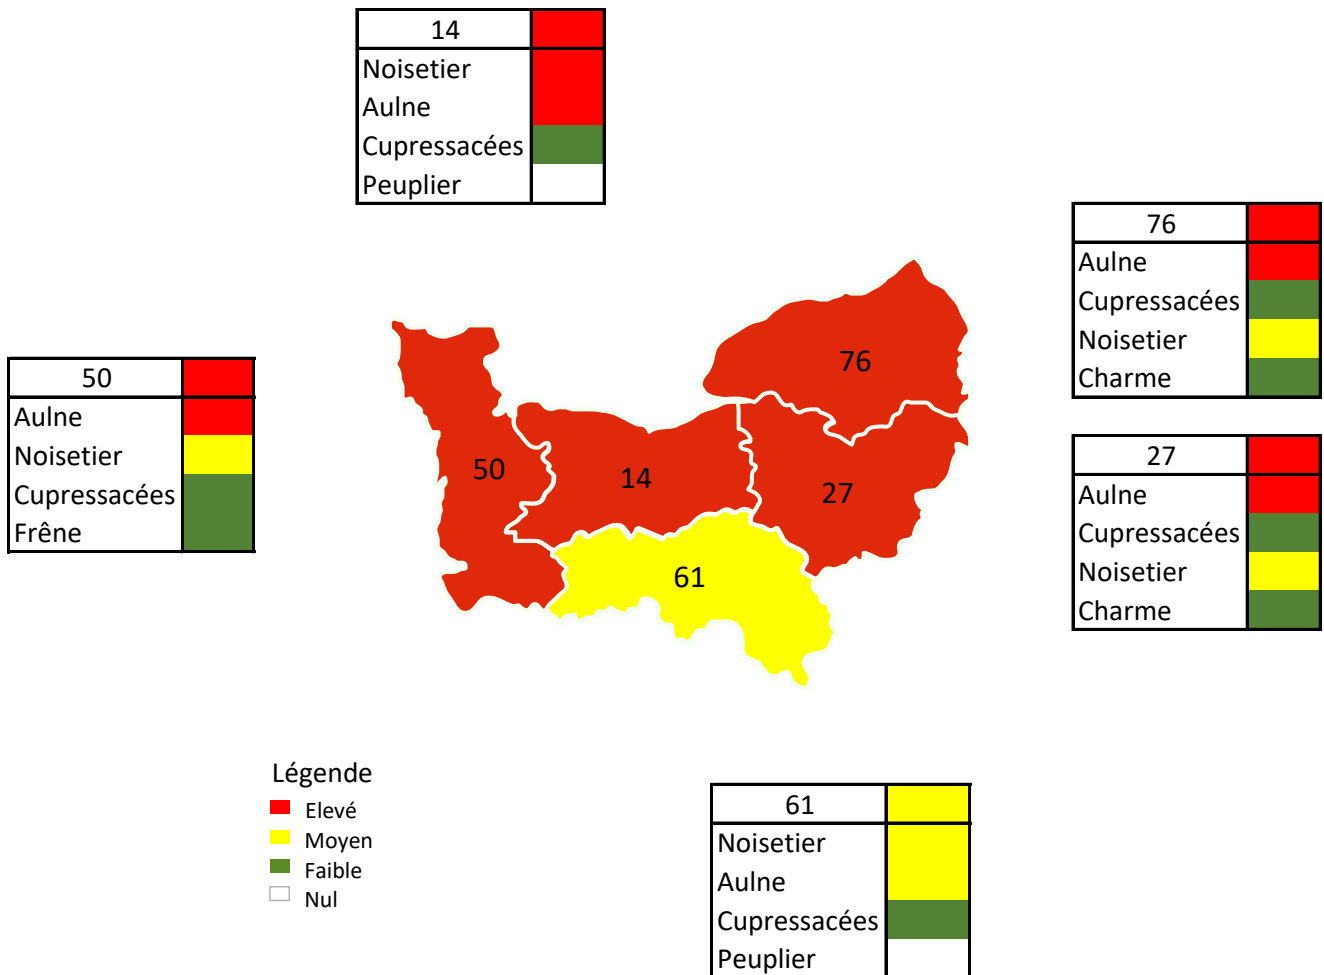 14
Noisetier
Aulne
Cupressacées
Peuplier
76
Aulne
Cupressacées
Noisetier
Charme
50
Aulne
Noisetier
Cupressacées
Frêne
76
50
14
27
61
27
Aulne
Cupressacées
Noisetier
Charme
Légende
Elevé
Moyen
Faible
Nul
61
Noisetier
Aulne
Cupressacées
Peuplier